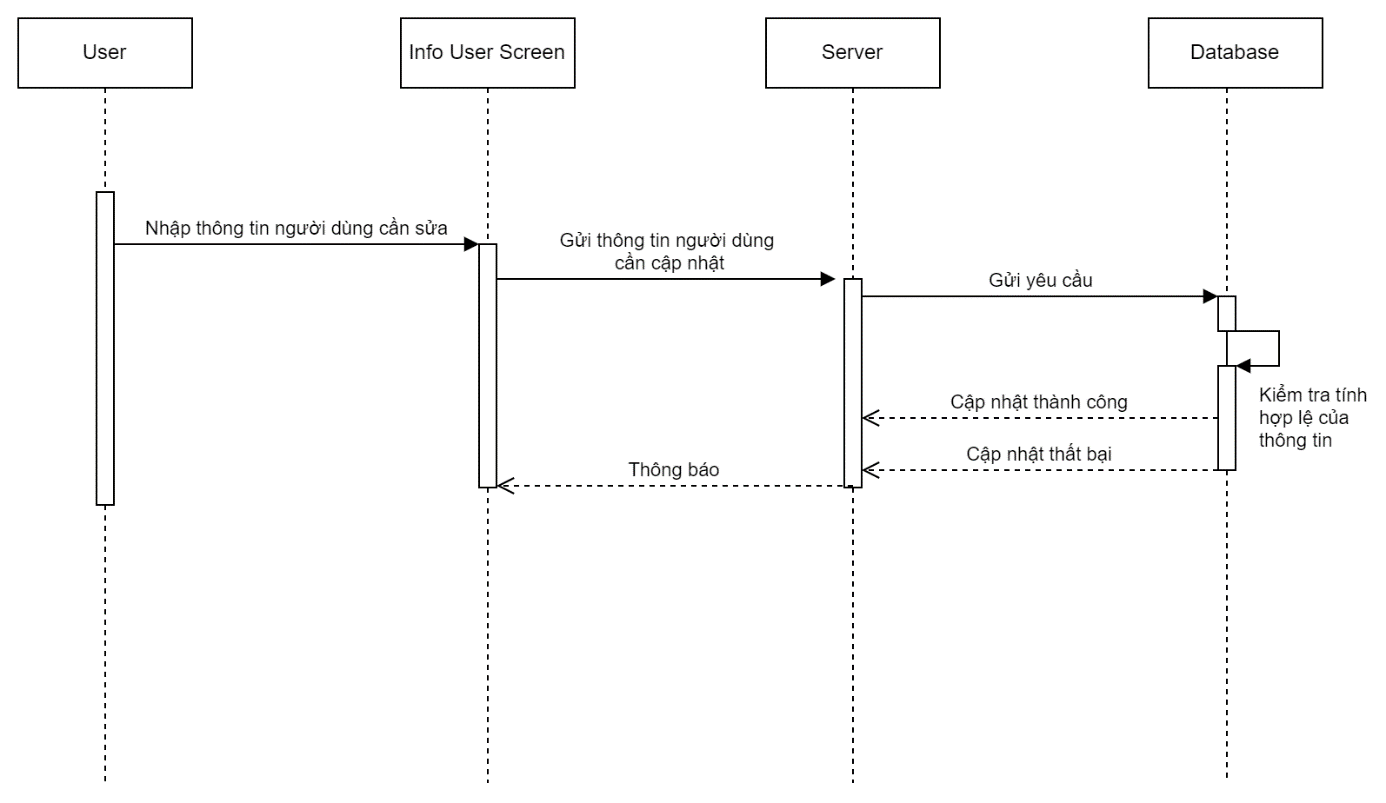 User
Info User Screen
Server
Database
Nhập thông tin người dùng cần sửa
Gửi thông tin người dùng
cần cập nhật
Gửi yêu cầu
Kiểm tra tính
hợp lệ của
thông tin
Cập nhật thành công
Cập nhật thất bại
Thông báo